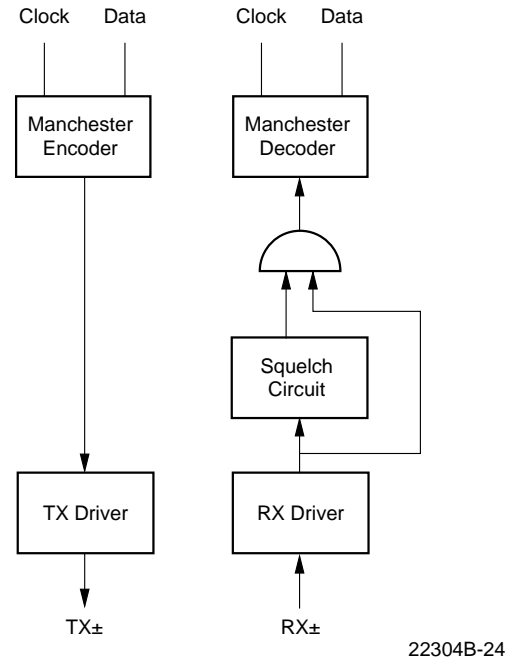 Clock Data Clock Data
Manchester
Encoder
Manchester
Decoder
Squelch
Circuit
TX Driver
RX Driver
TX±
RX±
22304B-24